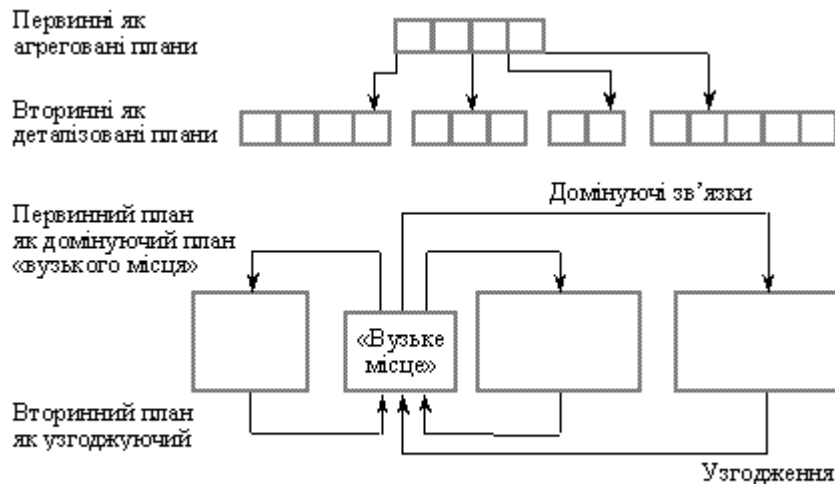 Первинні як
агреговані плани
Вторинні як
деталізовані плани
Домінуючі зв’язки
Первинний план
як домінуючий план
«вузького місця»
«Вузьке
місце»
Вторинний план
як узгоджуючий
Узгодження